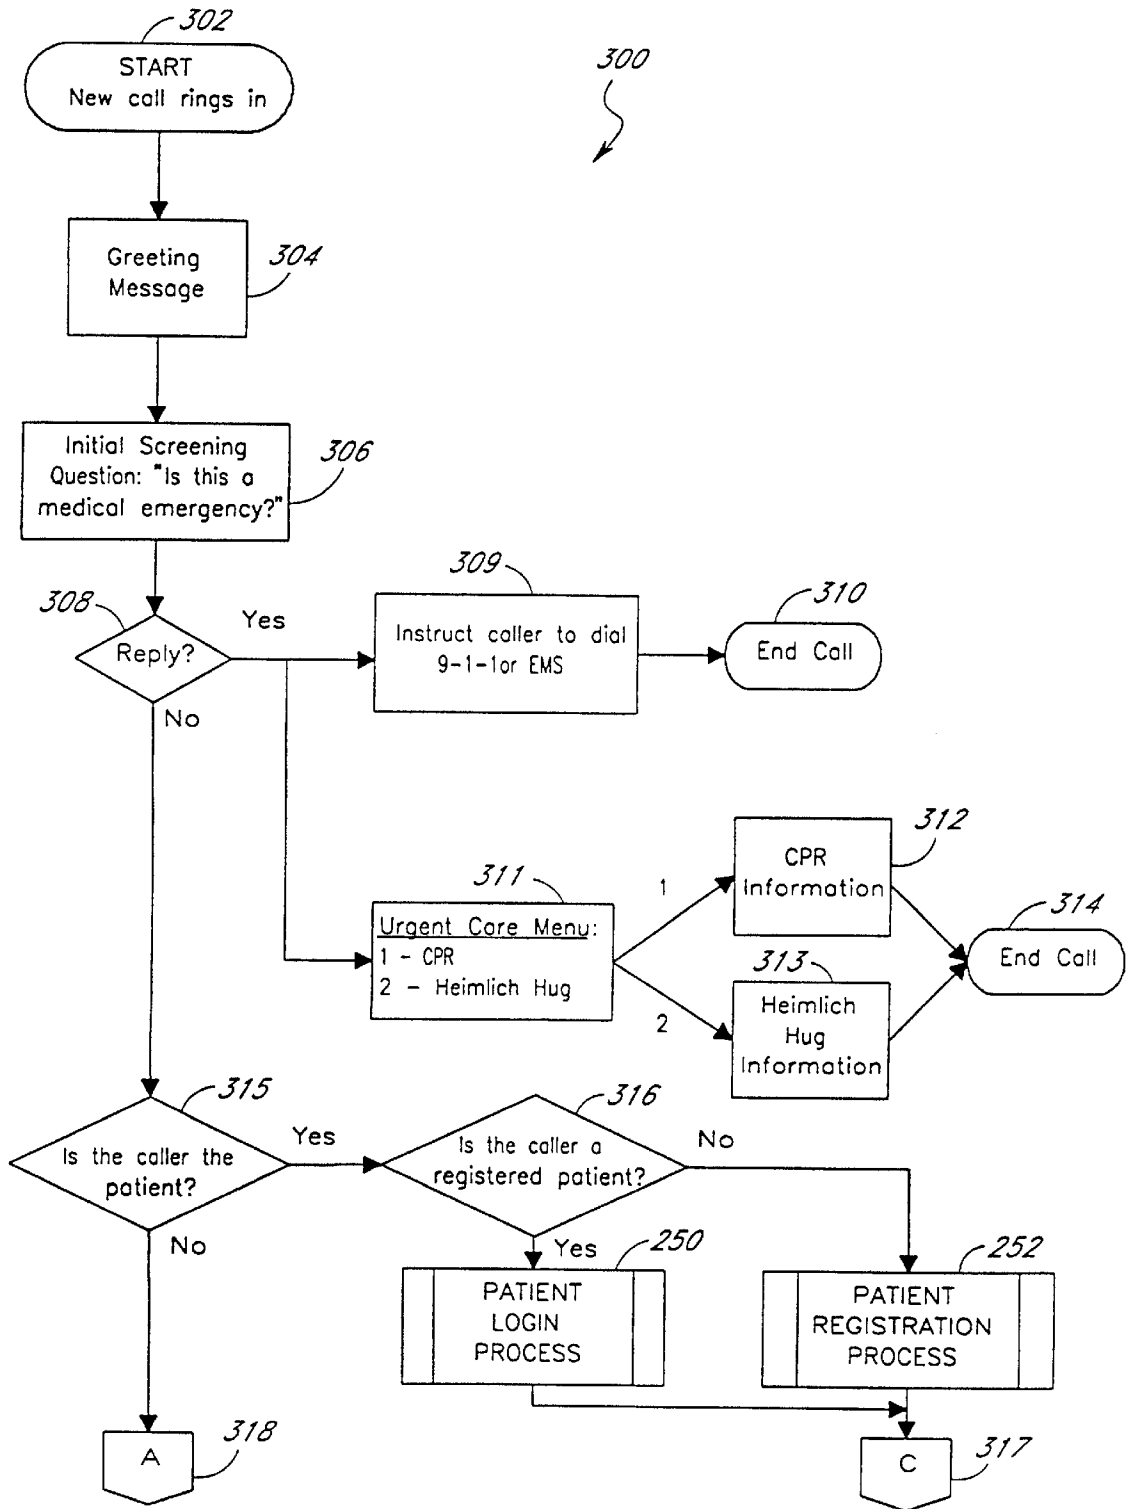 302
START
New call rings in
300
Greeting
Message
304
Initial Screening
Question: "Is this a
medical emergency?"
306
308
Reply?
Yes
No
309
Instruct caller to dial
9-1-1or EMS
310
End Call
311
Urgent Care Menu:
1 - CPR
2 - Heimlich Hug
1
2
312
CPR
Information
313
Heimlich
Hug
Information
314
End Call
315
Is the caller the
patient?
Yes
No
316
Is the caller a
registered patient?
No
Yes
250
PATIENT
LOGIN
PROCESS
252
PATIENT
REGISTRATION
PROCESS
A
318
C
317